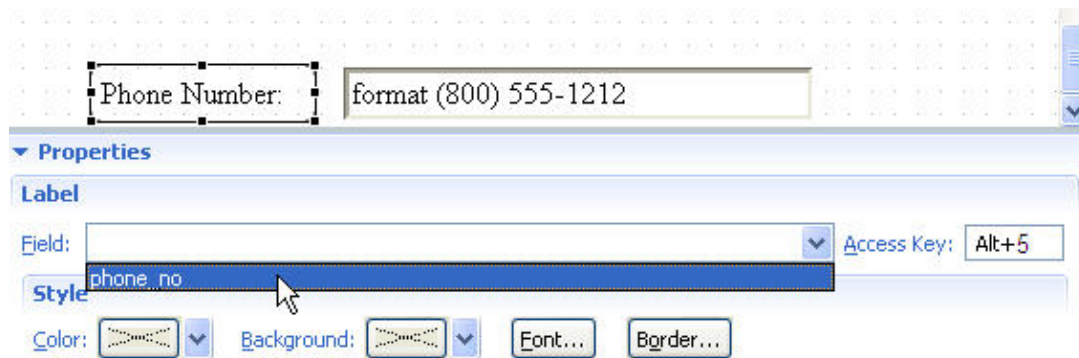 Phone Number: format (800) 555-1212
Properties
Label
Field: Access Key: Alt+5
phone_no
Style
Color: Background: Font... Border...